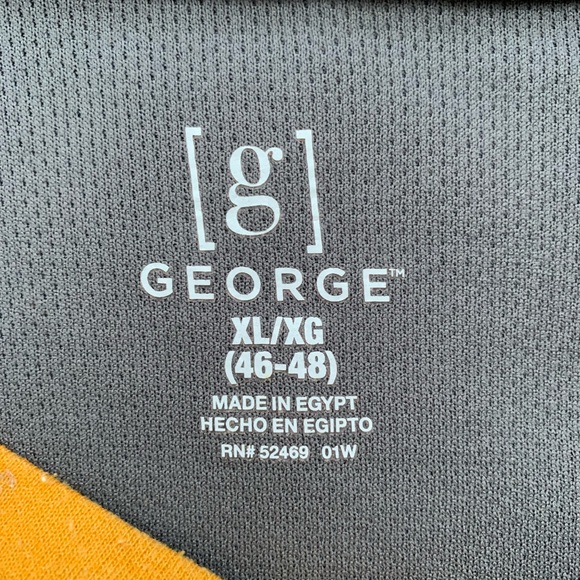 [g]
GEORGE™
XL/XG
(46-48)
MADE IN EGYPT
HECHO EN EGIPTO
RN# 52469 01W